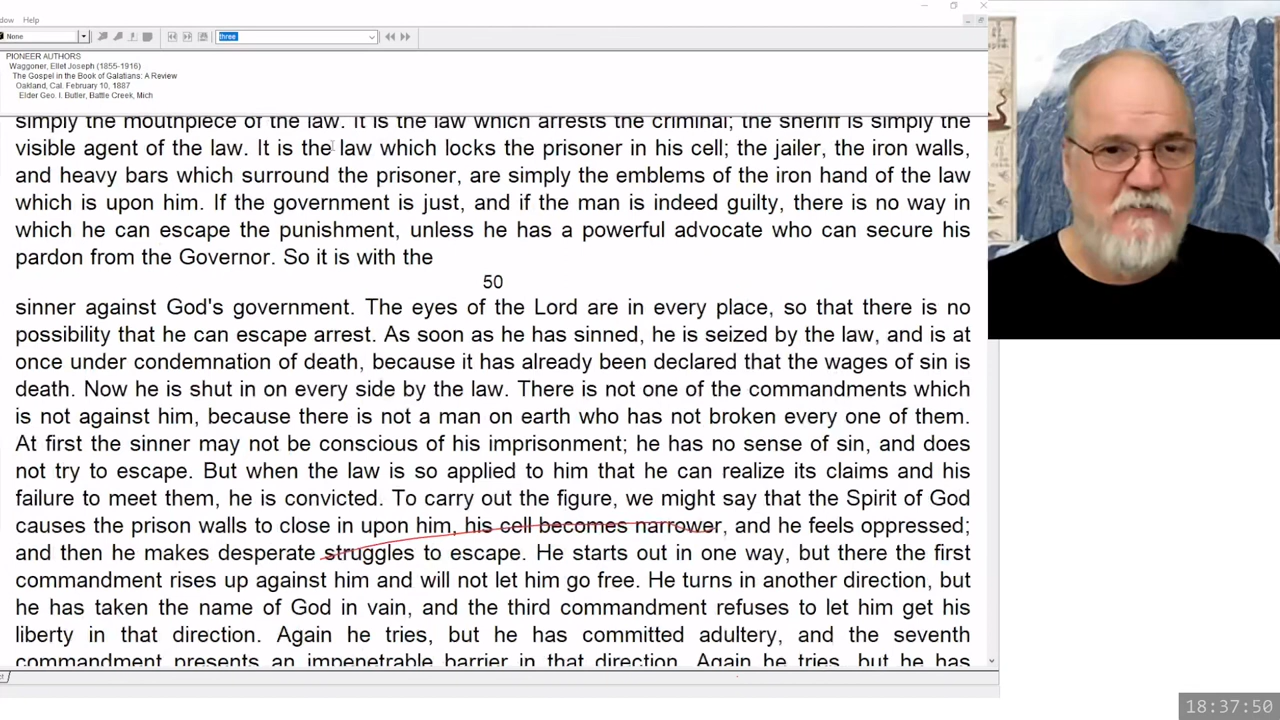 dow Help
None
three
PIONEER AUTHORS
Waggoner, Ellet Joseph (1855-1916)
The Gospel in the Book of Galatians: A Review
Oakland, Cal. February 10, 1887
Elder Geo. I. Butler, Battle Creek, Mich
simply the mouthpiece of the law. It is the law which arrests the criminal; the sheriff is simply the
visible agent of the law. It is the law which locks the prisoner in his cell; the jailer, the iron walls,
and heavy bars which surround the prisoner, are simply the emblems of the iron hand of the law
which is upon him. If the government is just, and if the man is indeed guilty, there is no way in
which he can escape the punishment, unless he has a powerful advocate who can secure his
pardon from the Governor. So it is with the
50
sinner against God's government. The eyes of the Lord are in every place, so that there is no
possibility that he can escape arrest. As soon as he has sinned, he is seized by the law, and is at
once under condemnation of death, because it has already been declared that the wages of sin is
death. Now he is shut in on every side by the law. There is not one of the commandments which
is not against him, because there is not a man on earth who has not broken every one of them.
At first the sinner may not be conscious of his imprisonment; he has no sense of sin, and does
not try to escape. But when the law is so applied to him that he can realize its claims and his
failure to meet them, he is convicted. To carry out the figure, we might say that the Spirit of God
causes the prison walls to close in upon him, his cell becomes narrower, and he feels oppressed;
and then he makes desperate struggles to escape. He starts out in one way, but there the first
commandment rises up against him and will not let him go free. He turns in another direction, but
he has taken the name of God in vain, and the third commandment refuses to let him get his
liberty in that direction. Again he tries, but he has committed adultery, and the seventh
commandment presents an impenetrable barrier in that direction. Again he tries, but he has
18:37:50